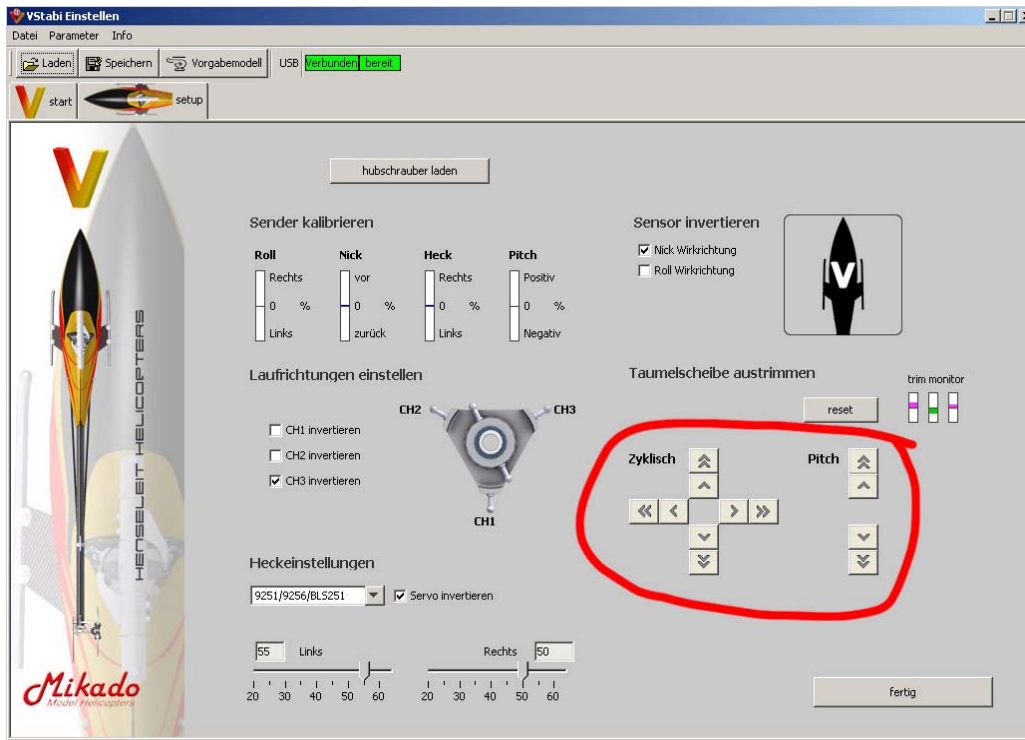 VStabi Einstellen
Datei Parameter Info
Laden Speichern Vorgabemodell USB Verbunden bereit
V start setup
V
HENSELEIT HELICOPTERS
Mikado
Model Helicopters
hubschrauber laden
Sender kalibrieren
Roll Nick Heck Pitch
Rechts vor Rechts Positiv
0 % 0 % 0 % 0 %
Links zurück Links Negativ
Sensor invertieren
Nick Wirkrichtung
Roll Wirkrichtung
V
Laufrichtungen einstellen
CH1 invertieren
CH2 invertieren
CH3 invertieren
CH2 CH3
CH1
Taumelscheibe austrimmen
trim monitor
reset
Zyklisch Pitch
Heckeinstellungen
9251/9256/BLS251 Servo invertieren
55 Links Rechts 50
20 30 40 50 60 20 30 40 50 60
fertig